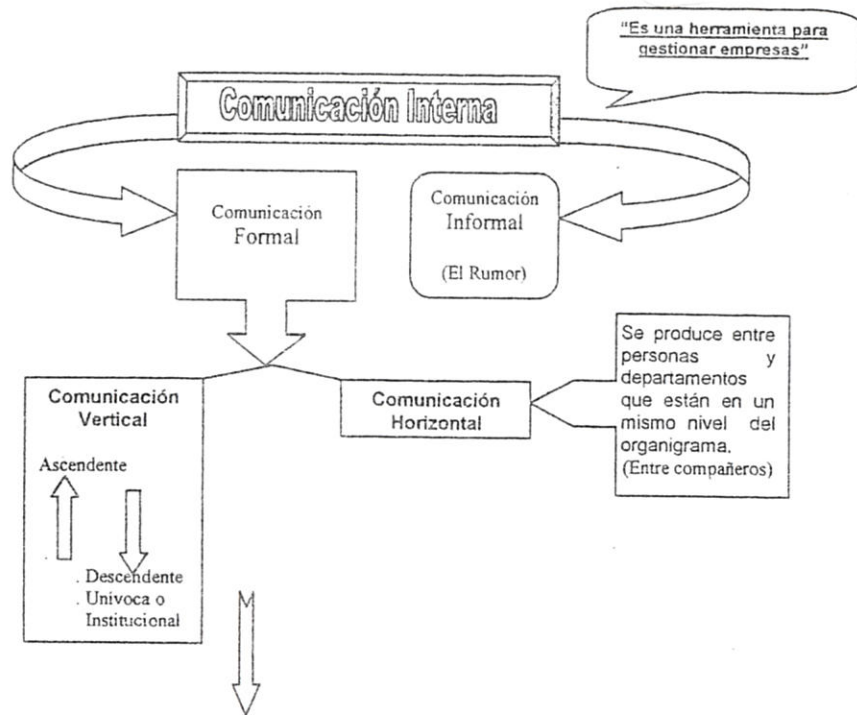 "Es una herramienta para
gestionar empresas"
Comunicación Interna
Comunicación
Formal
Comunicación
Informal
(El Rumor)
Se produce entre
personas y
departamentos
que están en un
mismo nivel del
organigrama.
(Entre compañeros)
Comunicación
Vertical
Ascendente
. Descendente
. Univoca o
Institucional
Comunicación
Horizontal